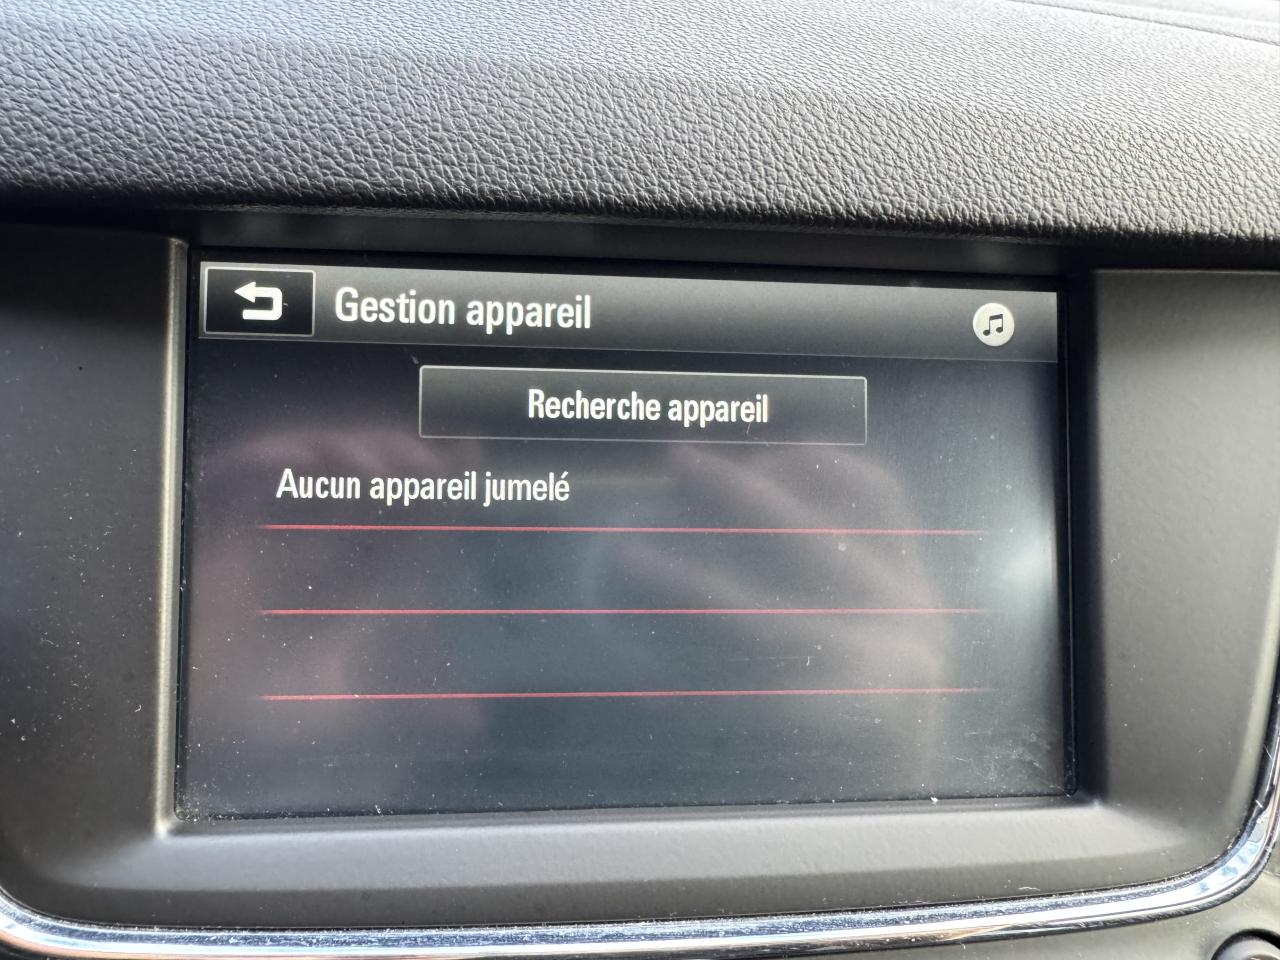 Gestion appareil
Recherche appareil
Aucun appareil jumelé